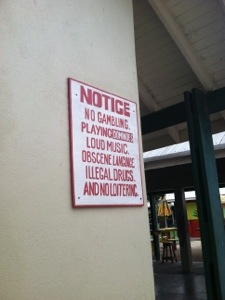 NOTICE
NO GAMBLING.
PLAYING DOMINOES
LOUD MUSIC.
OBSCENE LANGUAGE
ILLEGAL DRUGS.
AND NO LOITERING